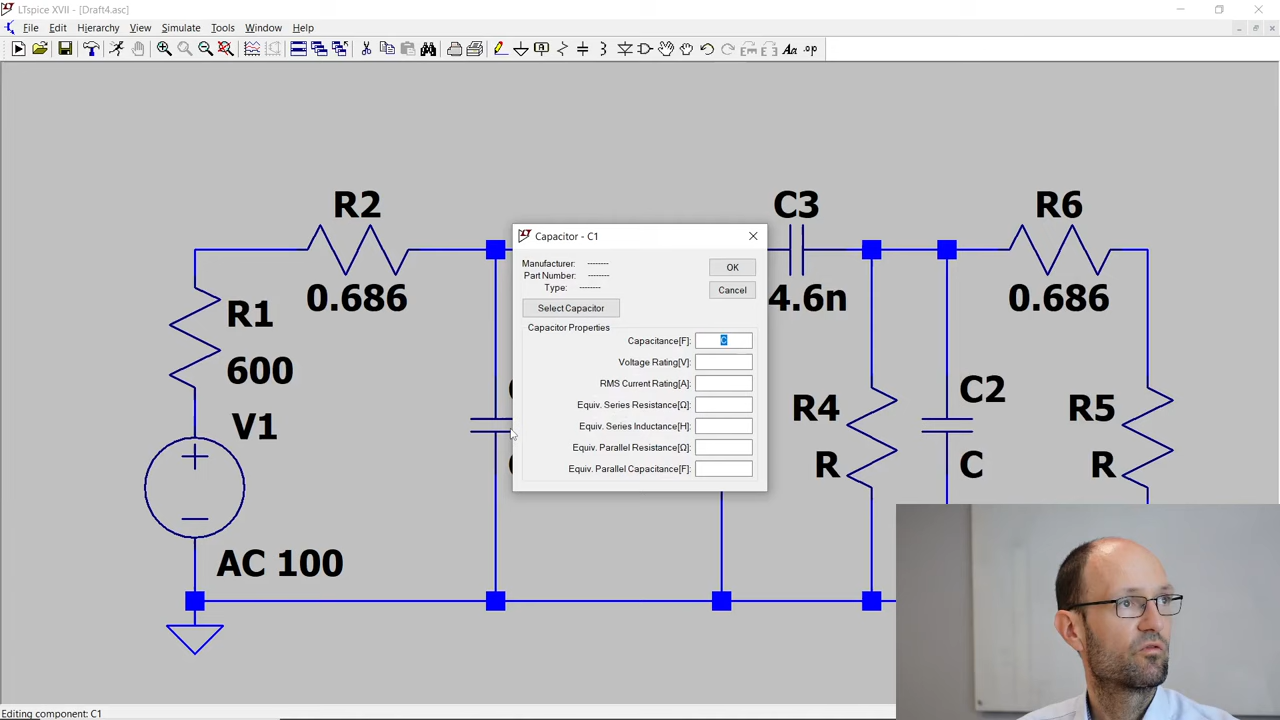 LTspice XVII - [Draft4.asc]
File Edit Hierarchy View Simulate Tools Window Help
Aa .op
R2
0.686
R1
600
V1
AC 100
Capacitor - C1
Manufacturer: --------
Part Number: --------
Type: --------
OK
Cancel
Select Capacitor
Capacitor Properties
Capacitance[F]: C
Voltage Rating[V]:
RMS Current Rating[A]:
Equiv. Series Resistance[Ω]:
Equiv. Series Inductance[H]:
Equiv. Parallel Resistance[Ω]:
Equiv. Parallel Capacitance[F]:
C3
4.6n
R6
0.686
R4
R
C2
C
R5
R
Editing component: C1